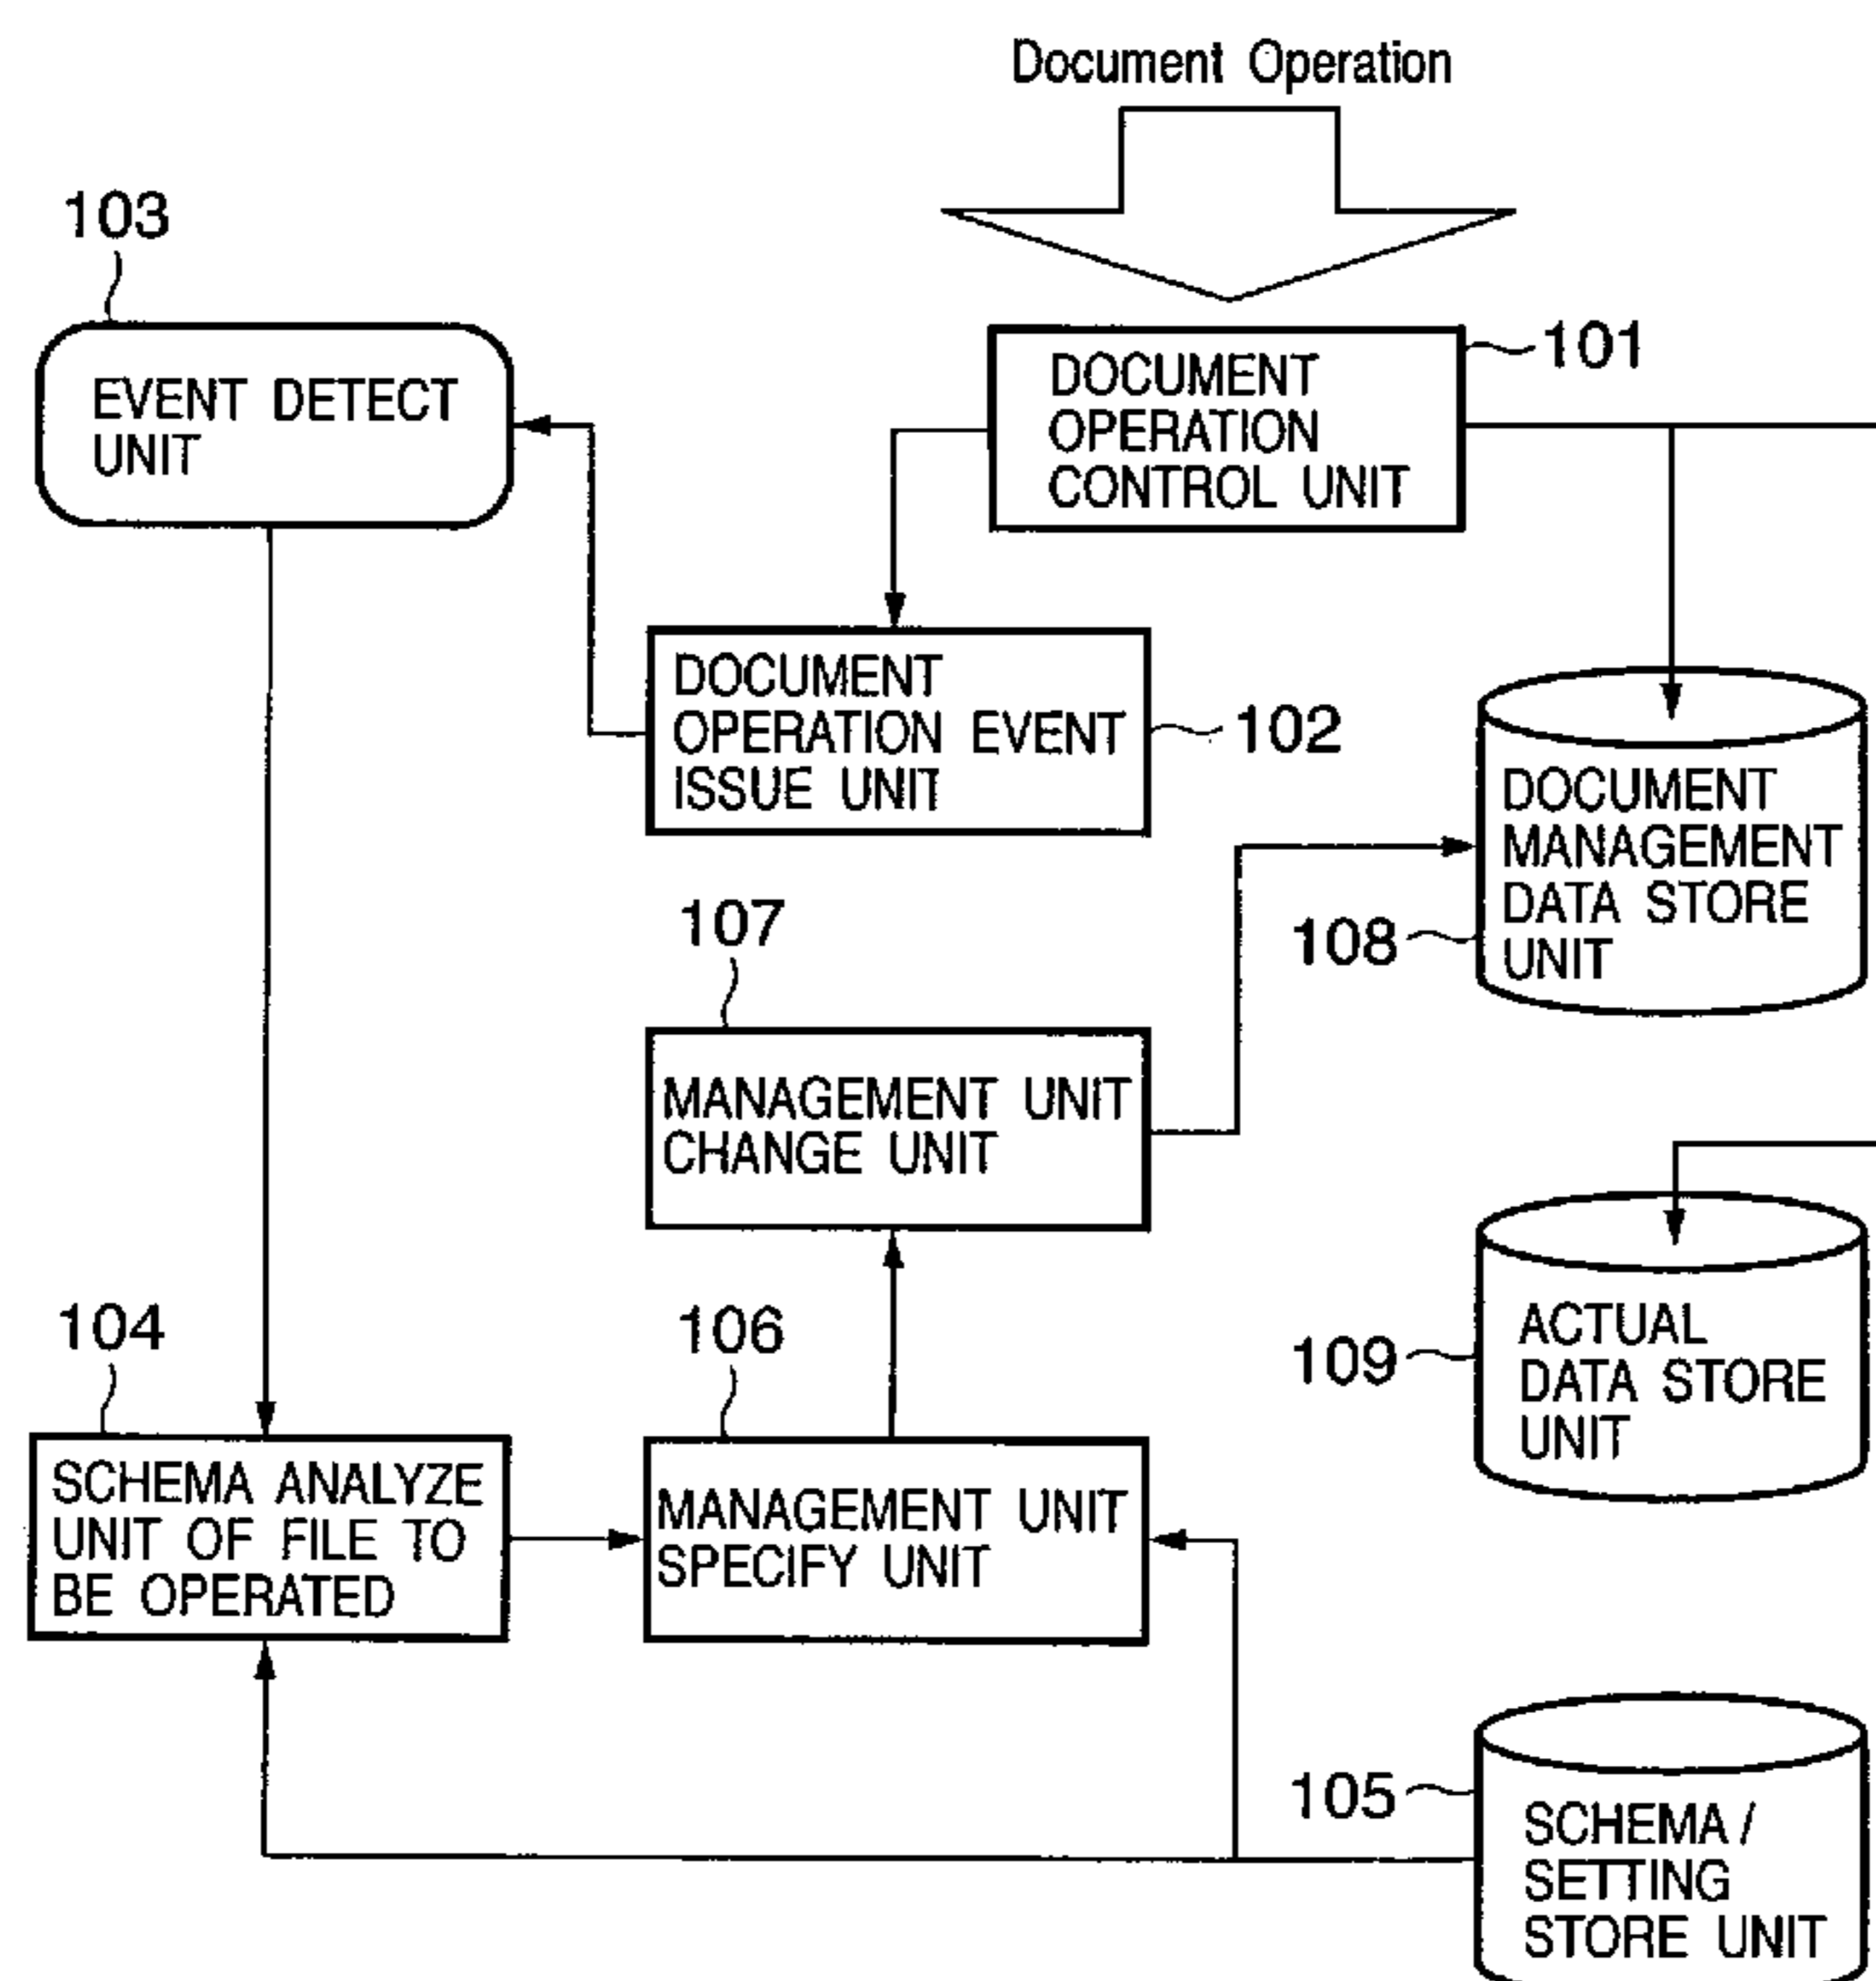 Document Operation
103
EVENT DETECT
UNIT
101
DOCUMENT
OPERATION
CONTROL UNIT
DOCUMENT
OPERATION EVENT
ISSUE UNIT
102
DOCUMENT
MANAGEMENT
DATA STORE
UNIT
108
107
MANAGEMENT UNIT
CHANGE UNIT
109
ACTUAL
DATA STORE
UNIT
104
SCHEMA ANALYZE
UNIT OF FILE TO
BE OPERATED
106
MANAGEMENT UNIT
SPECIFY UNIT
105
SCHEMA /
SETTING
STORE UNIT